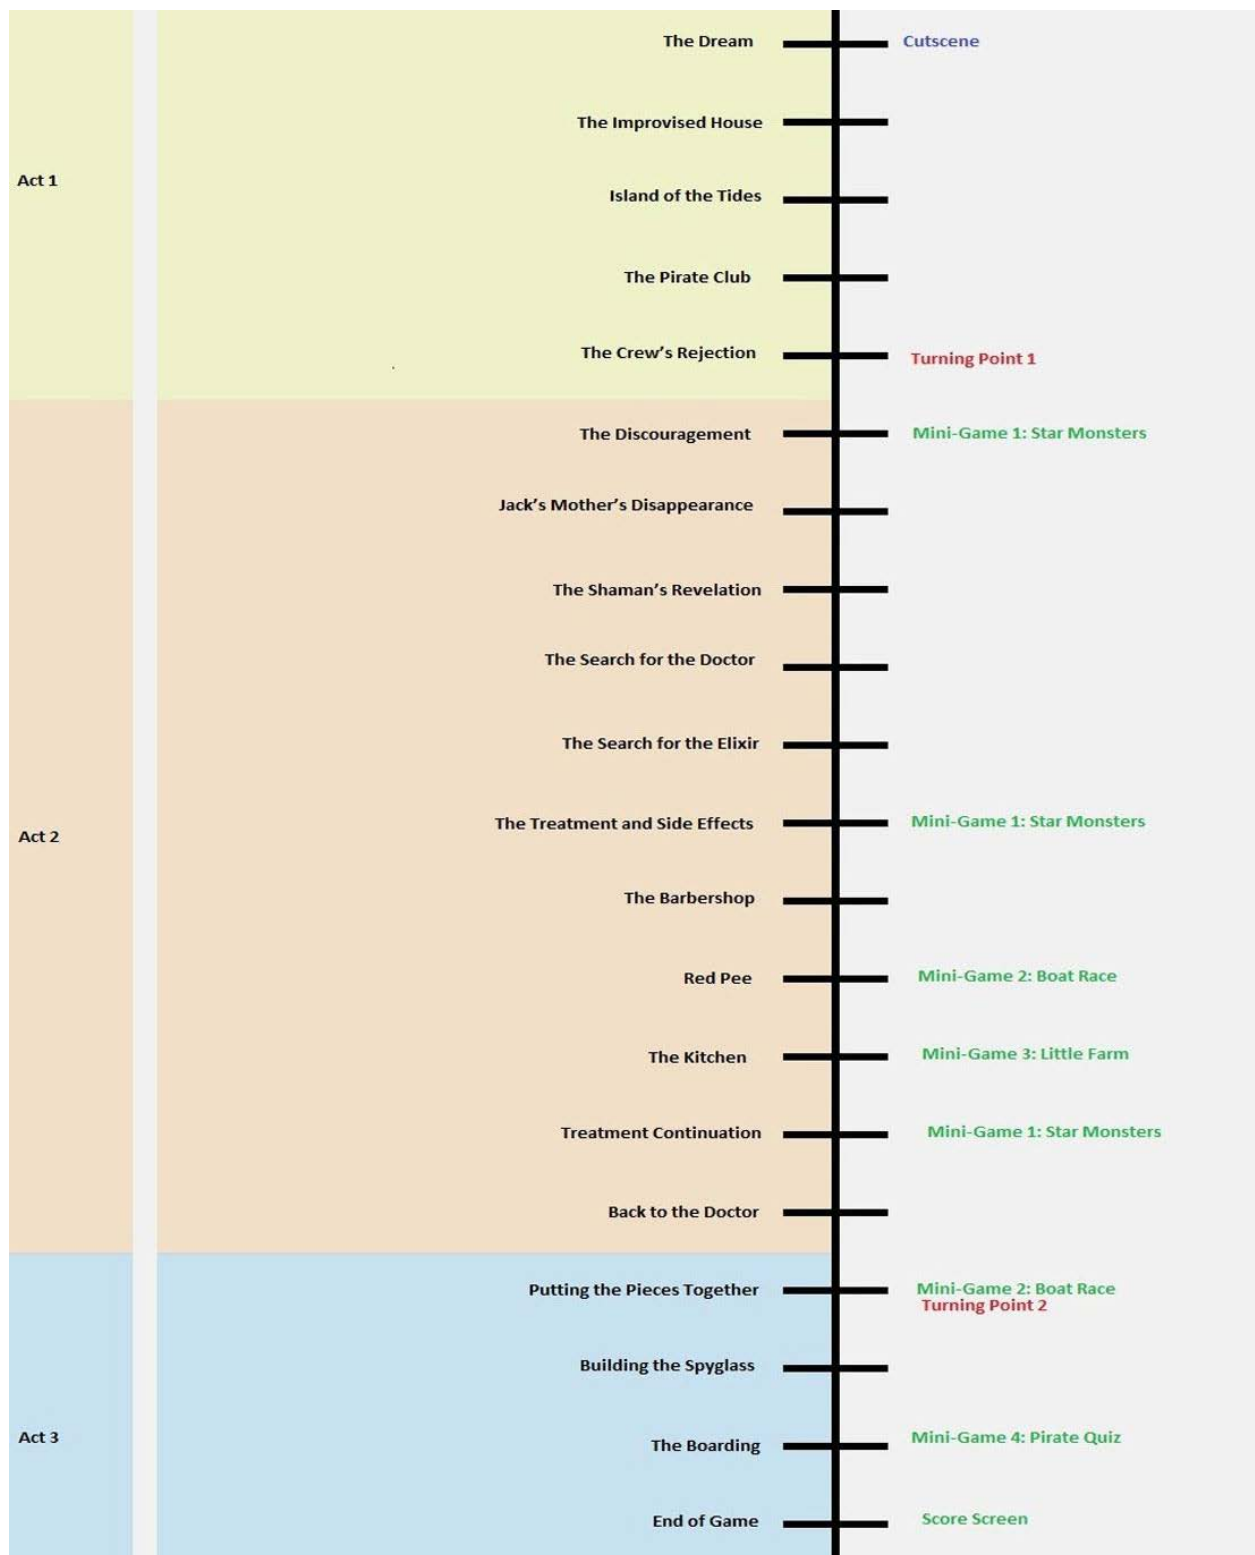 The Dream Cutscene
The Improvised House
Act 1
Island of the Tides
The Pirate Club
The Crew’s Rejection Turning Point 1
The Discouragement Mini-Game 1: Star Monsters
Jack’s Mother’s Disappearance
The Shaman’s Revelation
The Search for the Doctor
The Search for the Elixir
The Treatment and Side Effects Mini-Game 1: Star Monsters
Act 2
The Barbershop
Red Pee Mini-Game 2: Boat Race
The Kitchen Mini-Game 3: Little Farm
Treatment Continuation Mini-Game 1: Star Monsters
Back to the Doctor
Putting the Pieces Together Mini-Game 2: Boat Race
Turning Point 2
Building the Spyglass
Act 3
The Boarding Mini-Game 4: Pirate Quiz
End of Game Score Screen